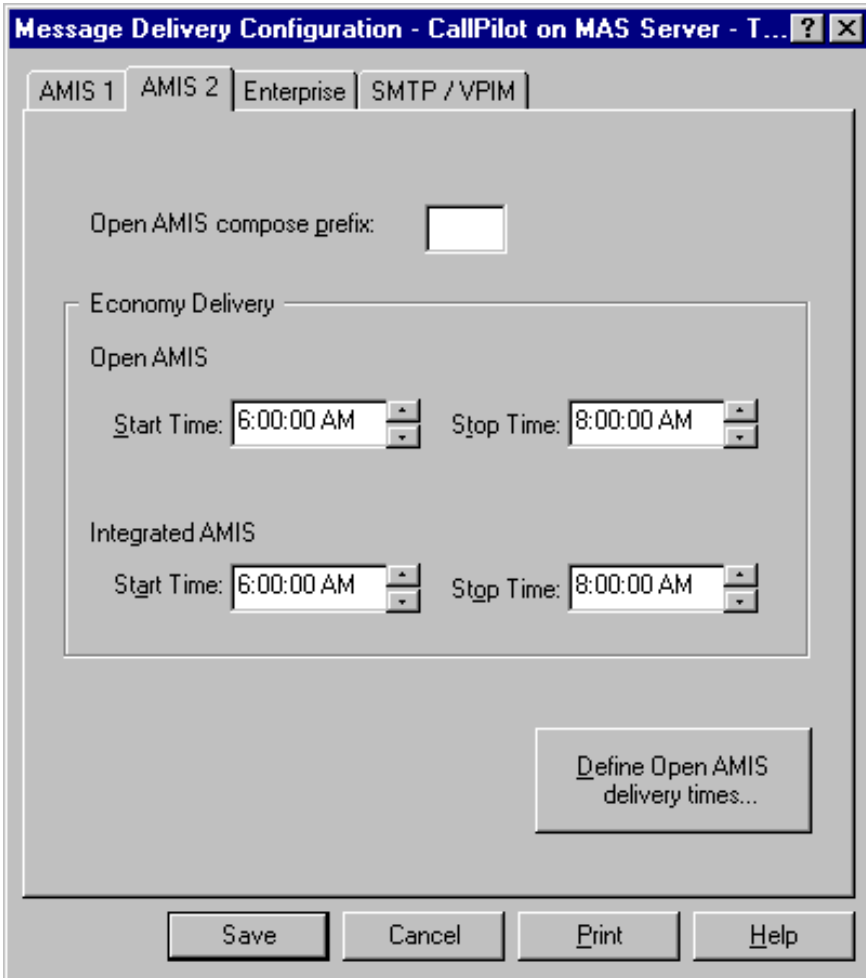 Message Delivery Configuration - CallPilot on MAS Server - T...
AMIS 1 AMIS 2 Enterprise SMTP / VPIM
Open AMIS compose prefix:
Economy Delivery
Open AMIS
Start Time: 6:00:00 AM Stop Time: 8:00:00 AM
Integrated AMIS
Start Time: 6:00:00 AM Stop Time: 8:00:00 AM
Define Open AMIS
delivery times...
Save Cancel Print Help